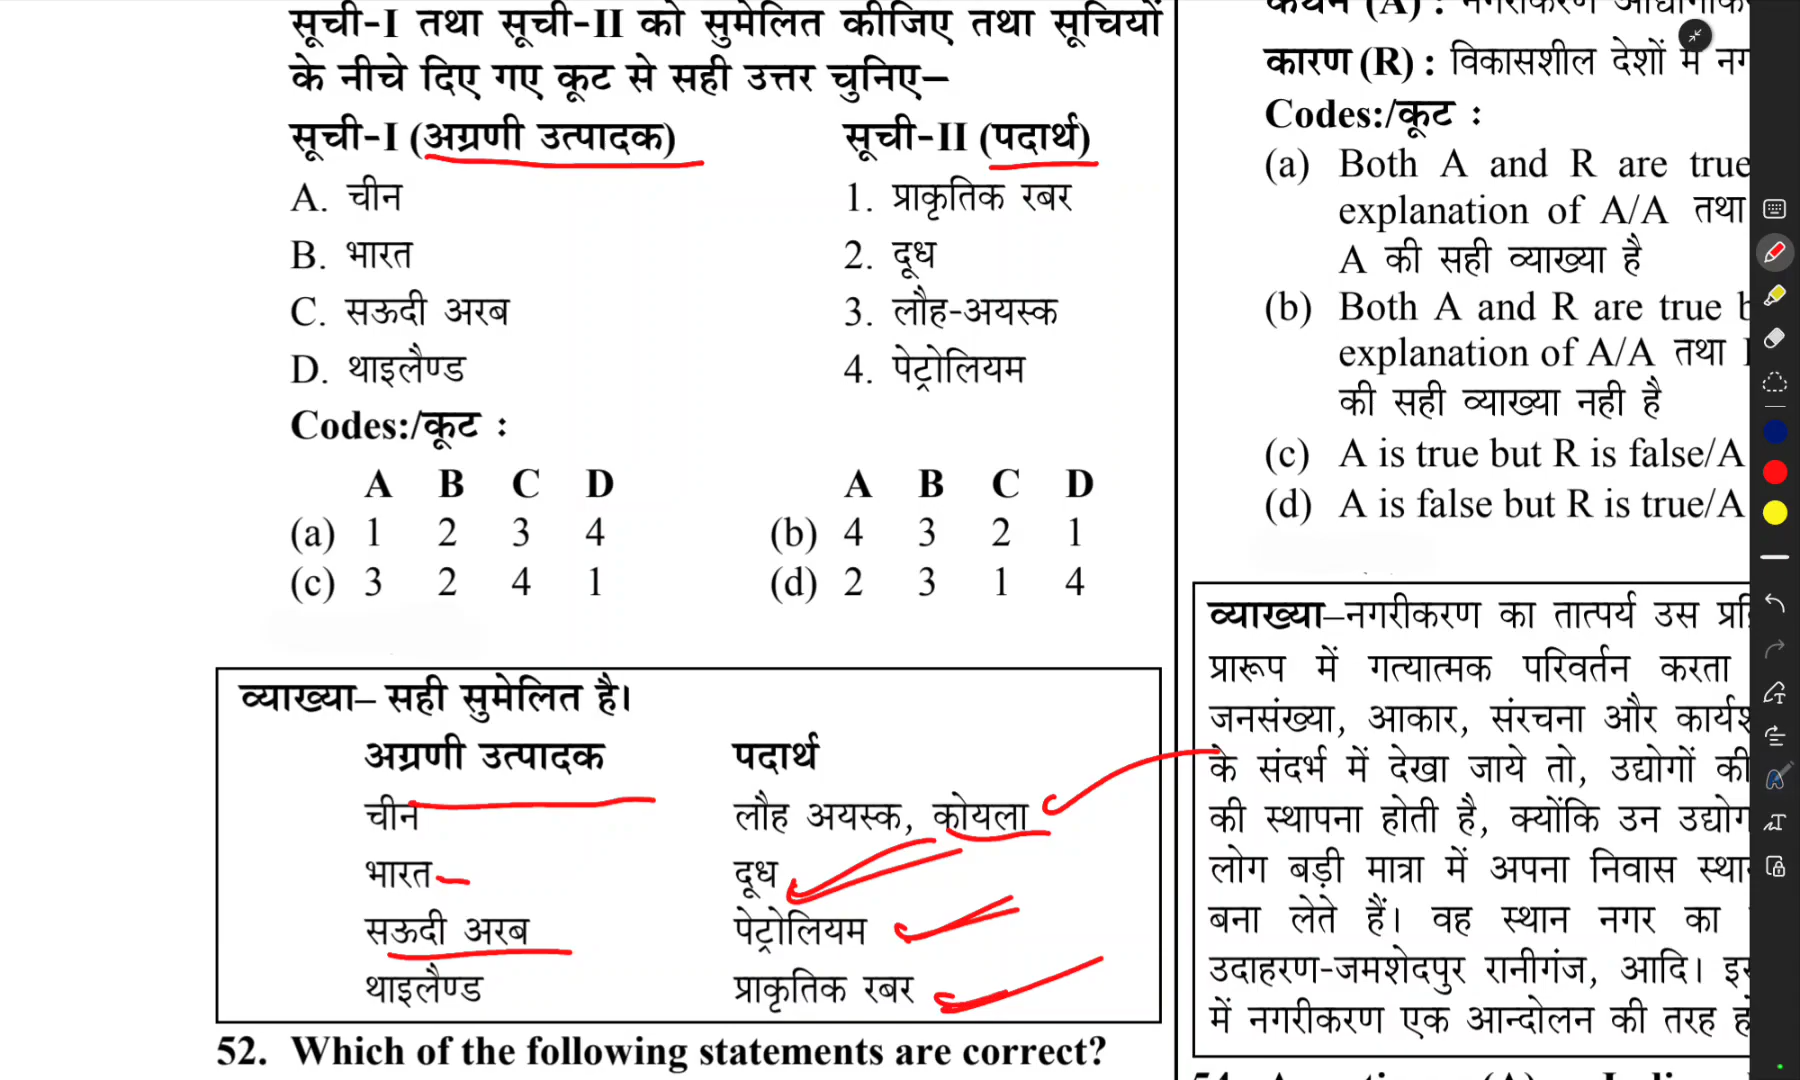 सूची-I तथा सूची-II को सुमेलित कीजिए तथा सूचियों
के नीचे दिए गए कूट से सही उत्तर चुनिए–
सूची-I (अग्रणी उत्पादक) सूची-II (पदार्थ)
A. चीन 1. प्राकृतिक रबर
B. भारत 2. दूध
C. सऊदी अरब 3. लौह-अयस्क
D. थाइलैण्ड 4. पेट्रोलियम
Codes:/कूट :
A B C D A B C D
(a) 1 2 3 4 (b) 4 3 2 1
(c) 3 2 4 1 (d) 2 3 1 4
व्याख्या– सही सुमेलित है।
अग्रणी उत्पादक पदार्थ
चीन लौह अयस्क, कोयला
भारत दूध
सऊदी अरब पेट्रोलियम
थाइलैण्ड प्राकृतिक रबर
52. Which of the following statements are correct?
कथन (A) :
कारण (R) : विकासशील देशों में
Codes:/कूट :
(a) Both A and R are true
explanation of A/A तथा
A की सही व्याख्या है
(b) Both A and R are true
explanation of A/A तथा
की सही व्याख्या नही है
(c) A is true but R is false/A
(d) A is false but R is true/A
व्याख्या–नगरीकरण का तात्पर्य उस
प्रारूप में गत्यात्मक परिवर्तन करता
जनसंख्या, आकार, संरचना और
के संदर्भ में देखा जाये तो, उद्योगों की
की स्थापना होती है, क्योंकि उन
लोग बड़ी मात्रा में अपना निवास
बना लेते हैं। वह स्थान नगर का
उदाहरण-जमशेदपुर रानीगंज, आदि।
में नगरीकरण एक आन्दोलन की तरह